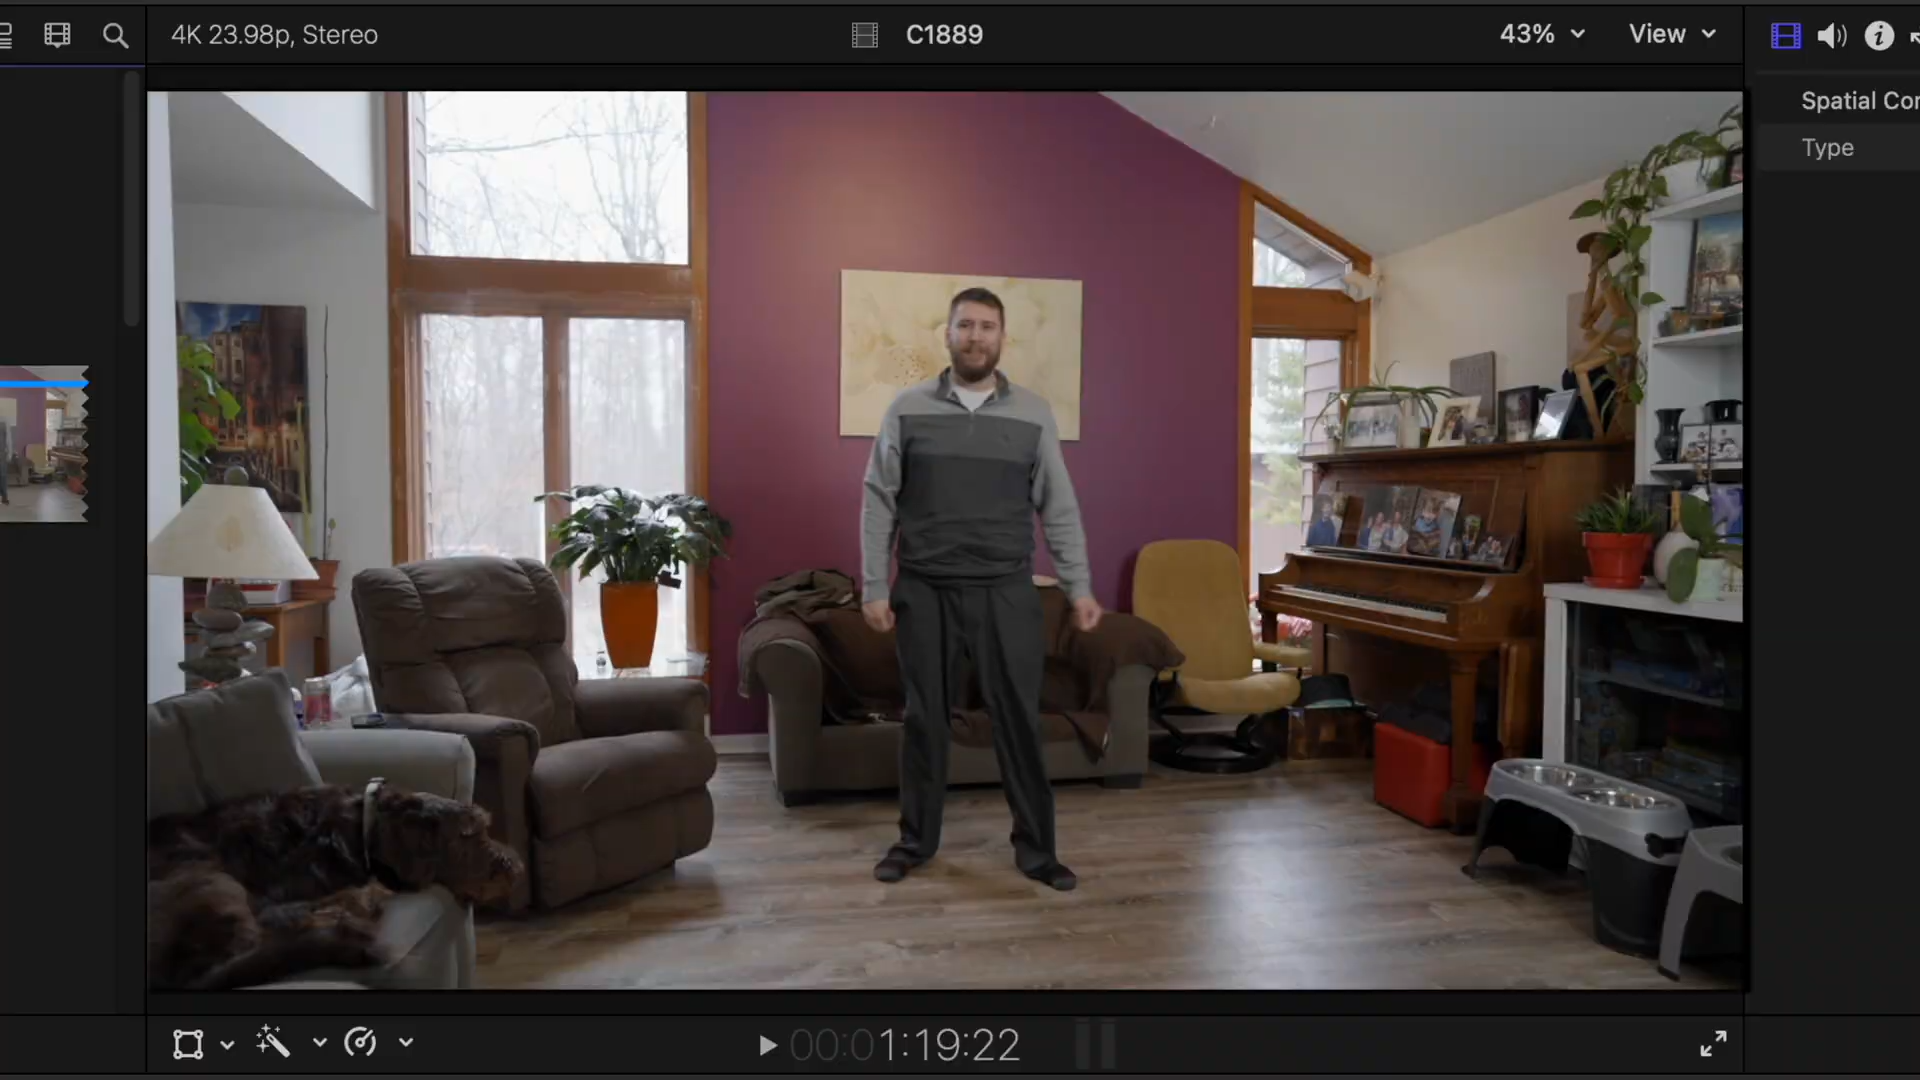 4K 23.98p, Stereo
C1889
43%
View
Spatial Cor
Type
00:01:19:22